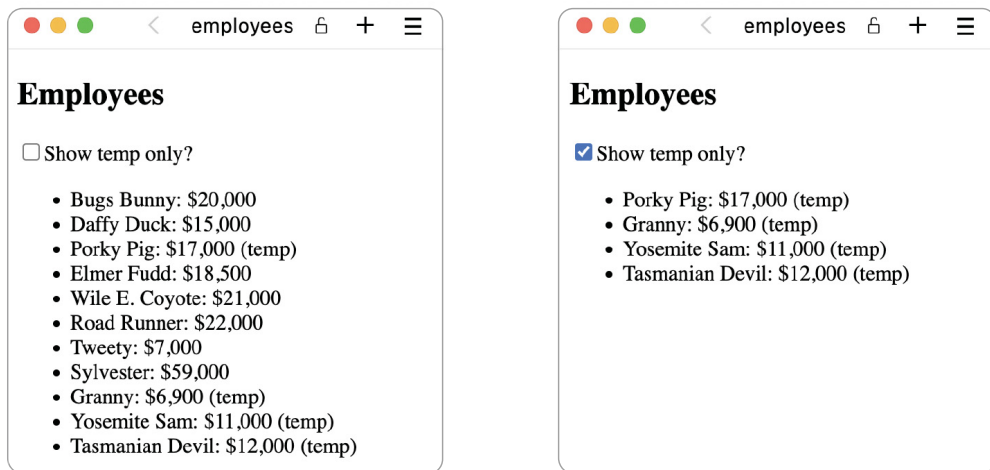 employees
Employees
Show temp only?
Bugs Bunny: $20,000
Daffy Duck: $15,000
Porky Pig: $17,000 (temp)
Elmer Fudd: $18,500
Wile E. Coyote: $21,000
Road Runner: $22,000
Tweety: $7,000
Sylvester: $59,000
Granny: $6,900 (temp)
Yosemite Sam: $11,000 (temp)
Tasmanian Devil: $12,000 (temp)
employees
Employees
Show temp only?
Porky Pig: $17,000 (temp)
Granny: $6,900 (temp)
Yosemite Sam: $11,000 (temp)
Tasmanian Devil: $12,000 (temp)